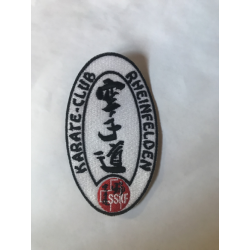 KARATE-CLUB
RHEINFELDEN
空
手
道
SSKF